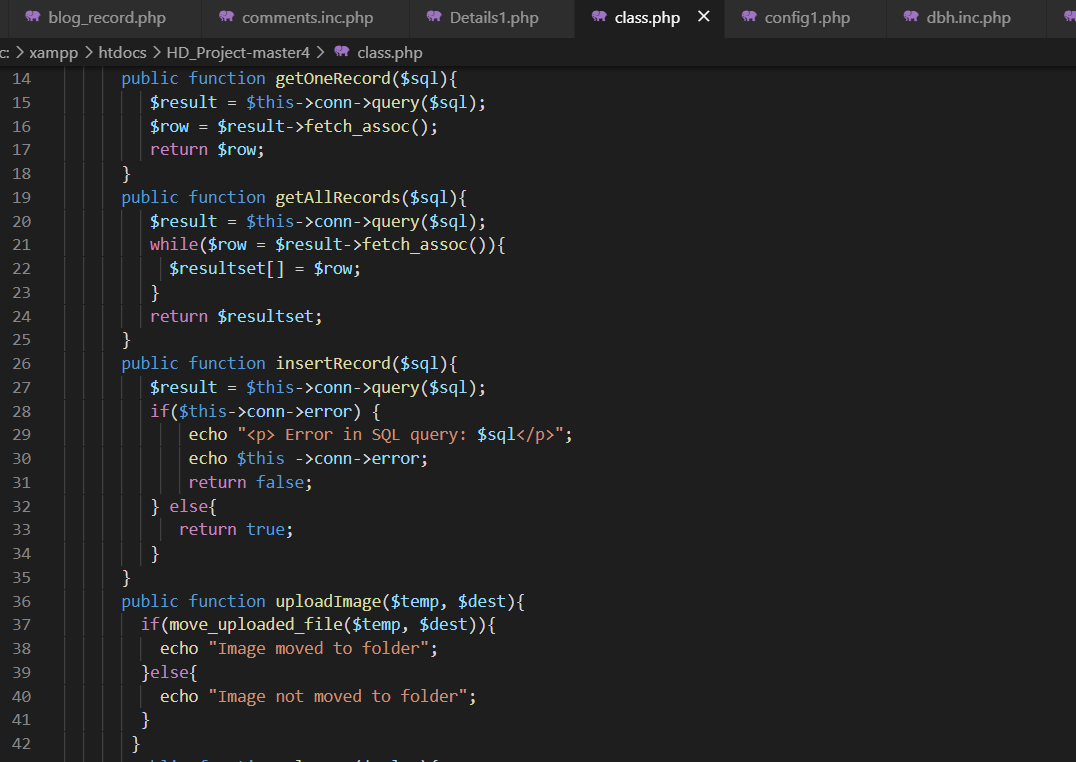 blog_record.php comments.inc.php Details1.php class.php × config1.php dbh.inc.php
c: > xampp > htdocs > HD_Project-master4 > class.php
14 public function getOneRecord($sql){
15 $result = $this->conn->query($sql);
16 $row = $result->fetch_assoc();
17 return $row;
18 }
19 public function getAllRecords($sql){
20 $result = $this->conn->query($sql);
21 while($row = $result->fetch_assoc()){
22 $resultset[] = $row;
23 }
24 return $resultset;
25 }
26 public function insertRecord($sql){
27 $result = $this->conn->query($sql);
28 if($this->conn->error) {
29 echo "<p> Error in SQL query: $sql</p>";
30 echo $this ->conn->error;
31 return false;
32 } else{
33 return true;
34 }
35 }
36 public function uploadImage($temp, $dest){
37 if(move_uploaded_file($temp, $dest)){
38 echo "Image moved to folder";
39 }else{
40 echo "Image not moved to folder";
41 }
42 }